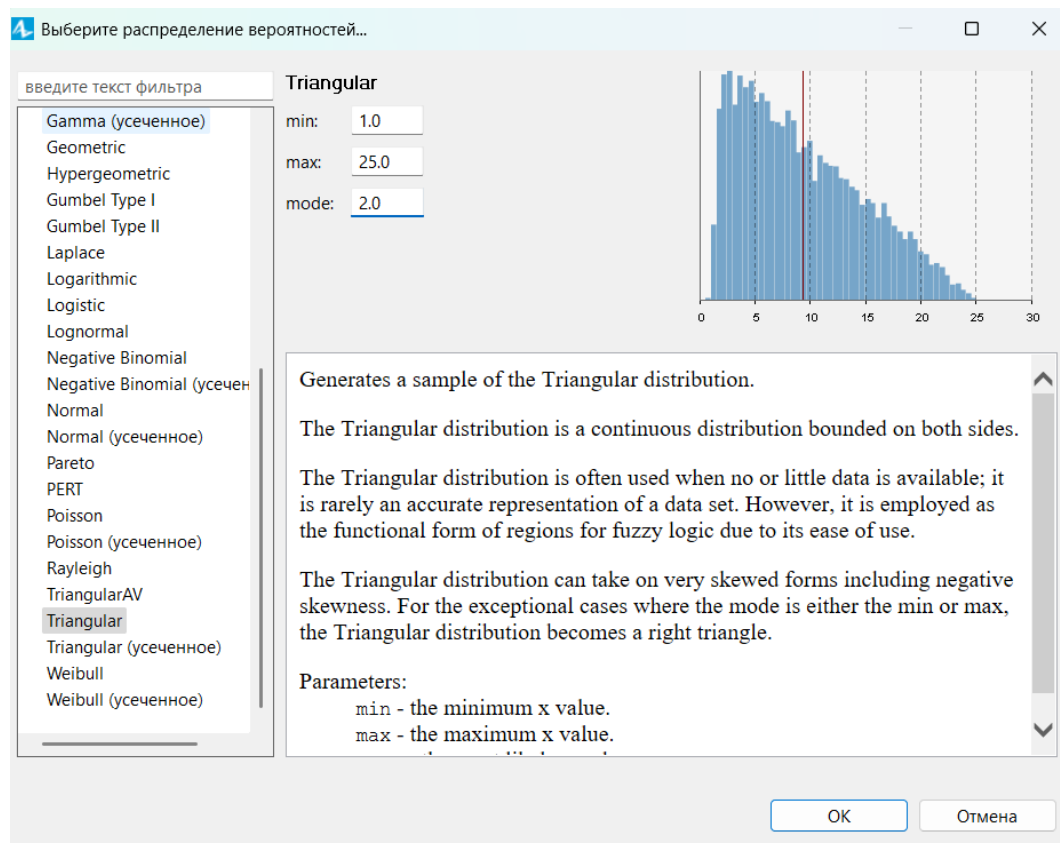 Выберите распределение вероятностей...
введите текст фильтра
Gamma (усеченное)
Geometric
Hypergeometric
Gumbel Type I
Gumbel Type II
Laplace
Logarithmic
Logistic
Lognormal
Negative Binomial
Negative Binomial (усечен
Normal
Normal (усеченное)
Pareto
PERT
Poisson
Poisson (усеченное)
Rayleigh
TriangularAV
Triangular
Triangular (усеченное)
Weibull
Weibull (усеченное)
Triangular
min: 1.0
max: 25.0
mode: 2.0
0 5 10 15 20 25 30
Generates a sample of the Triangular distribution.
The Triangular distribution is a continuous distribution bounded on both sides.
The Triangular distribution is often used when no or little data is available; it
is rarely an accurate representation of a data set. However, it is employed as
the functional form of regions for fuzzy logic due to its ease of use.
The Triangular distribution can take on very skewed forms including negative
skewness. For the exceptional cases where the mode is either the min or max,
the Triangular distribution becomes a right triangle.
Parameters:
min - the minimum x value.
max - the maximum x value.
OK
Отмена